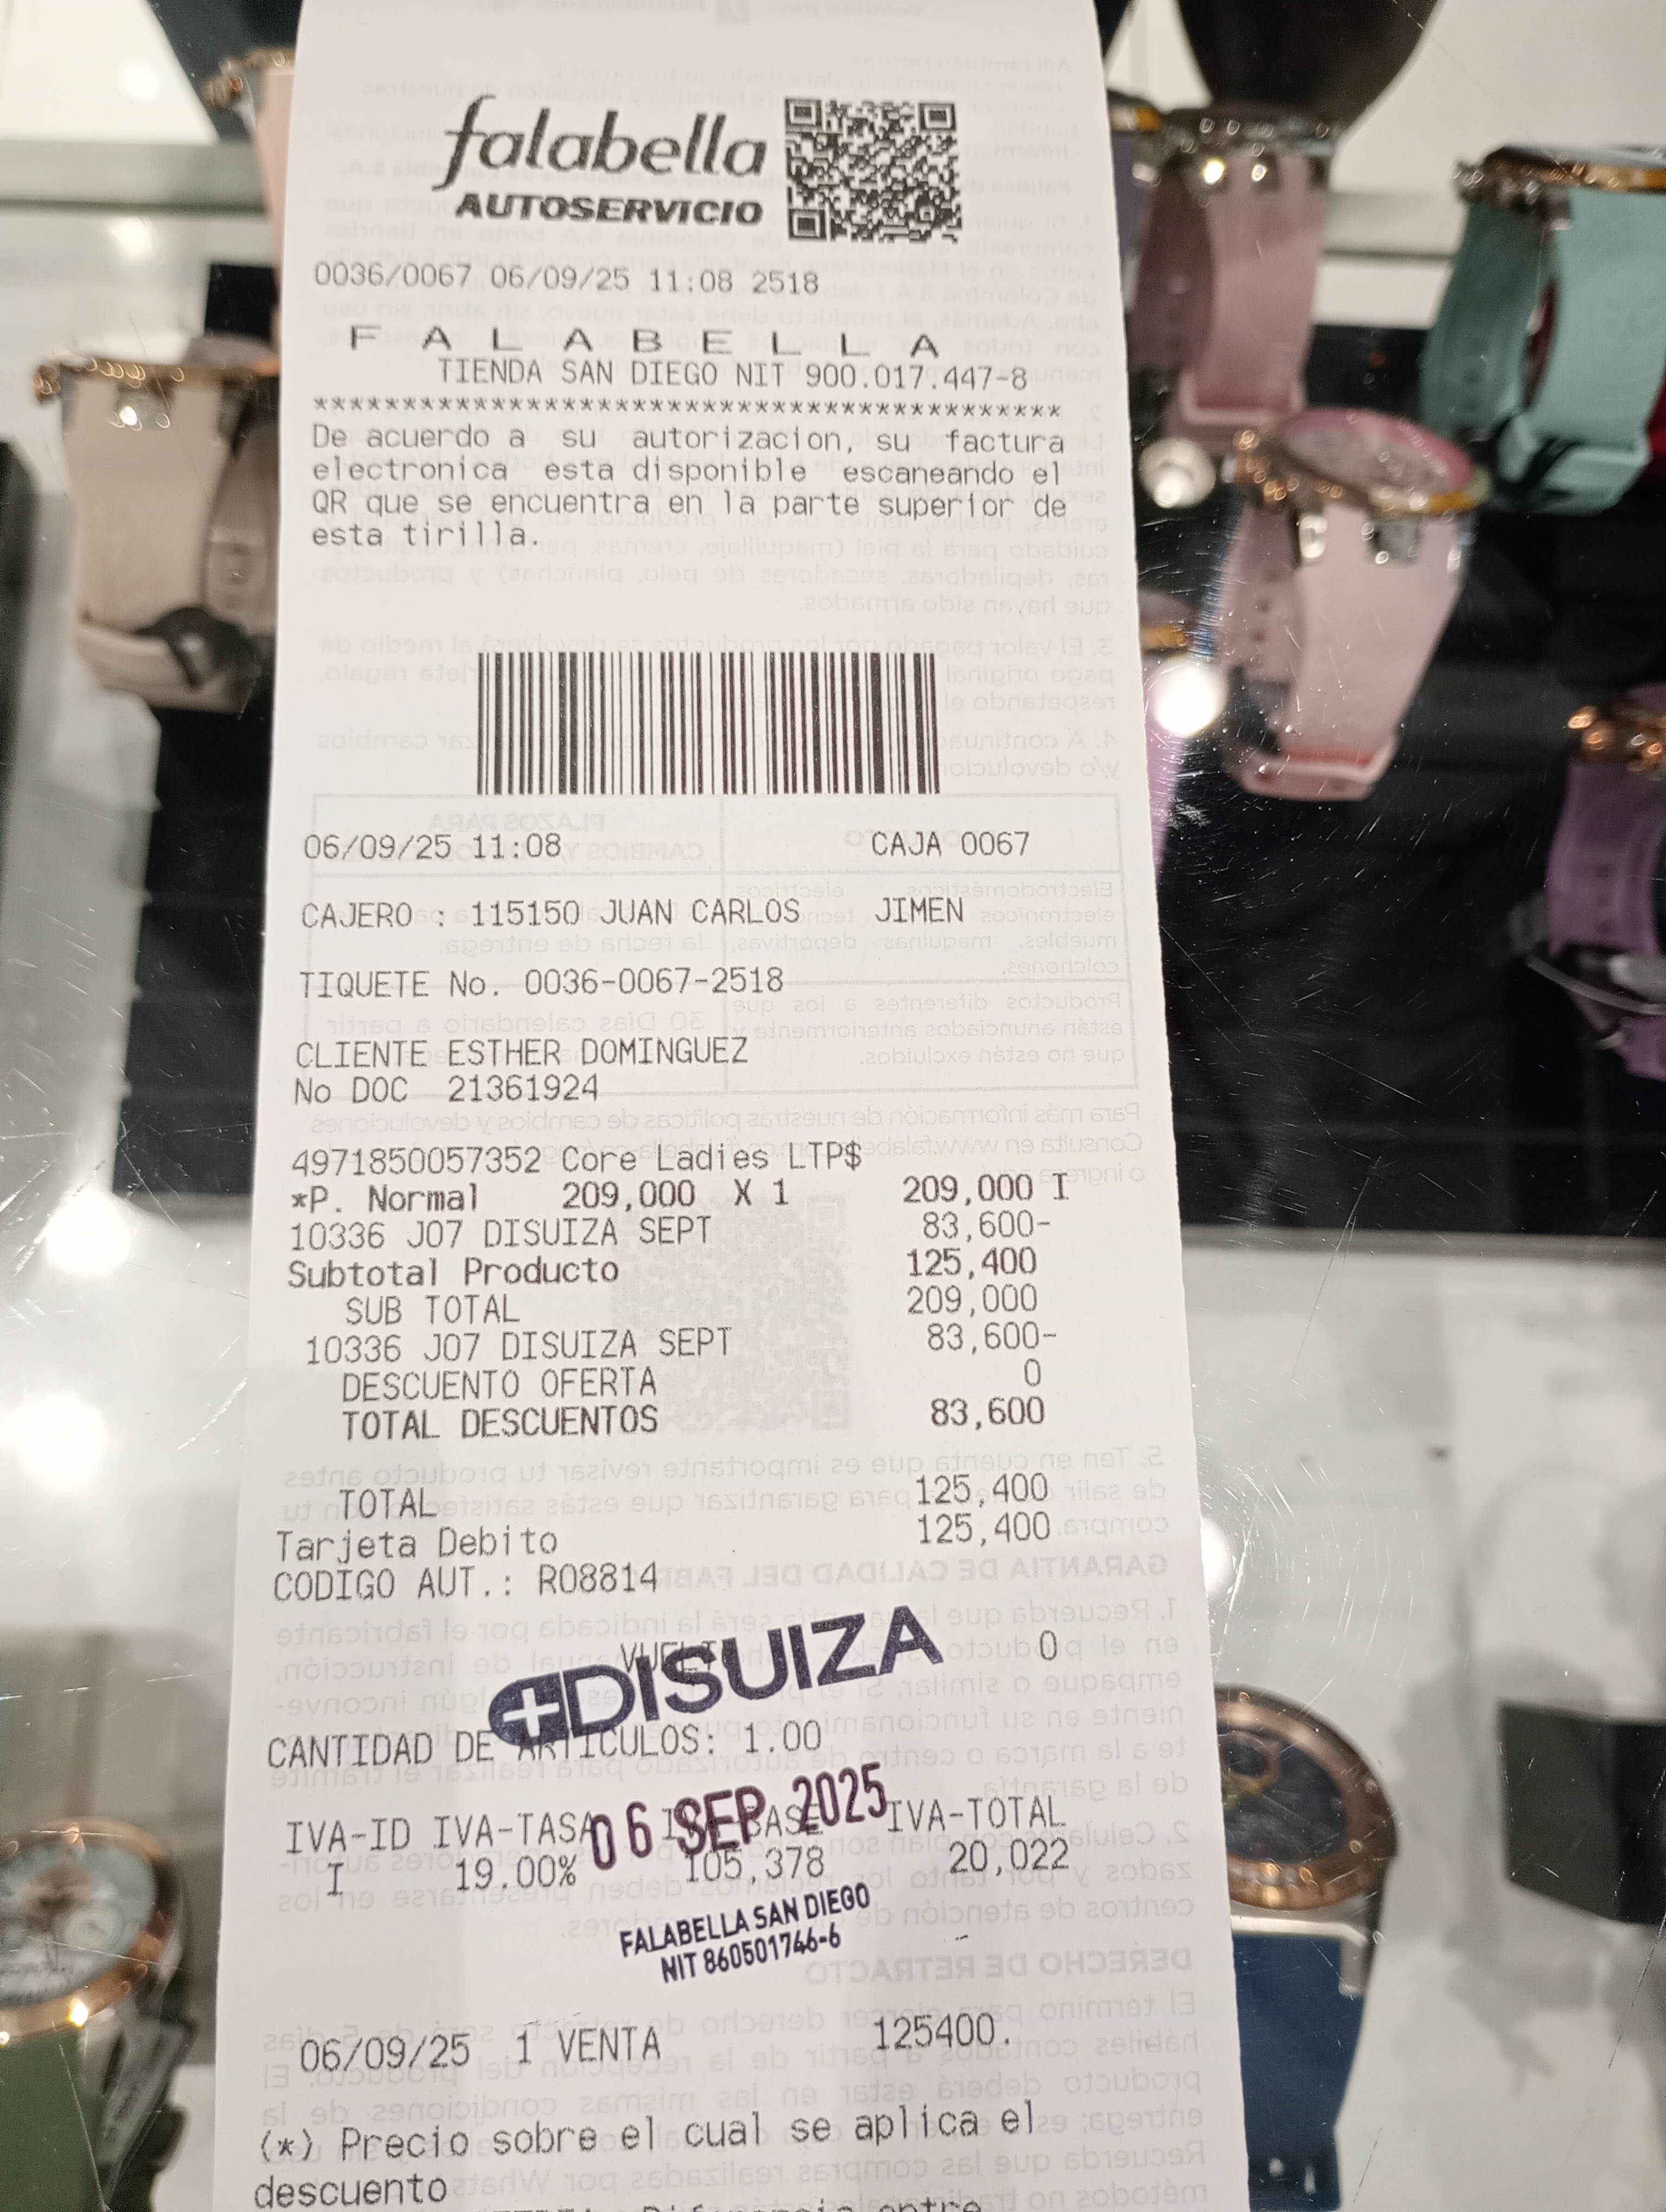 falabella
AUTOSERVICIO
0036/0067 06/09/25 11:08 2518
F A L A B E L L A
TIENDA SAN DIEGO NIT 900.017.447-8
******************************************
De acuerdo a su autorizacion, su factura
electronica esta disponible escaneando el
QR que se encuentra en la parte superior de
esta tirilla.
06/09/25 11:08 CAJA 0067
CAJERO : 115150 JUAN CARLOS JIMEN
TIQUETE No. 0036-0067-2518
CLIENTE ESTHER DOMINGUEZ
No DOC 21361924
4971850057352 Core Ladies LTP$
*P. Normal 209,000 X 1 209,000 I
10336 J07 DISUIZA SEPT 83,600-
Subtotal Producto 125,400
SUB TOTAL 209,000
10336 J07 DISUIZA SEPT 83,600-
DESCUENTO OFERTA 0
TOTAL DESCUENTOS 83,600
TOTAL 125,400
Tarjeta Debito 125,400
CODIGO AUT.: R08814
0
DISUIZA
CANTIDAD DE ARTICULOS: 1.00
06 SEP 2025
IVA-ID IVA-TASA BASE IVA-TOTAL
I 19.00% 105,378 20,022
FALABELLA SAN DIEGO
NIT 860501746-6
06/09/25 1 VENTA 125400.
(*) Precio sobre el cual se aplica el
descuento